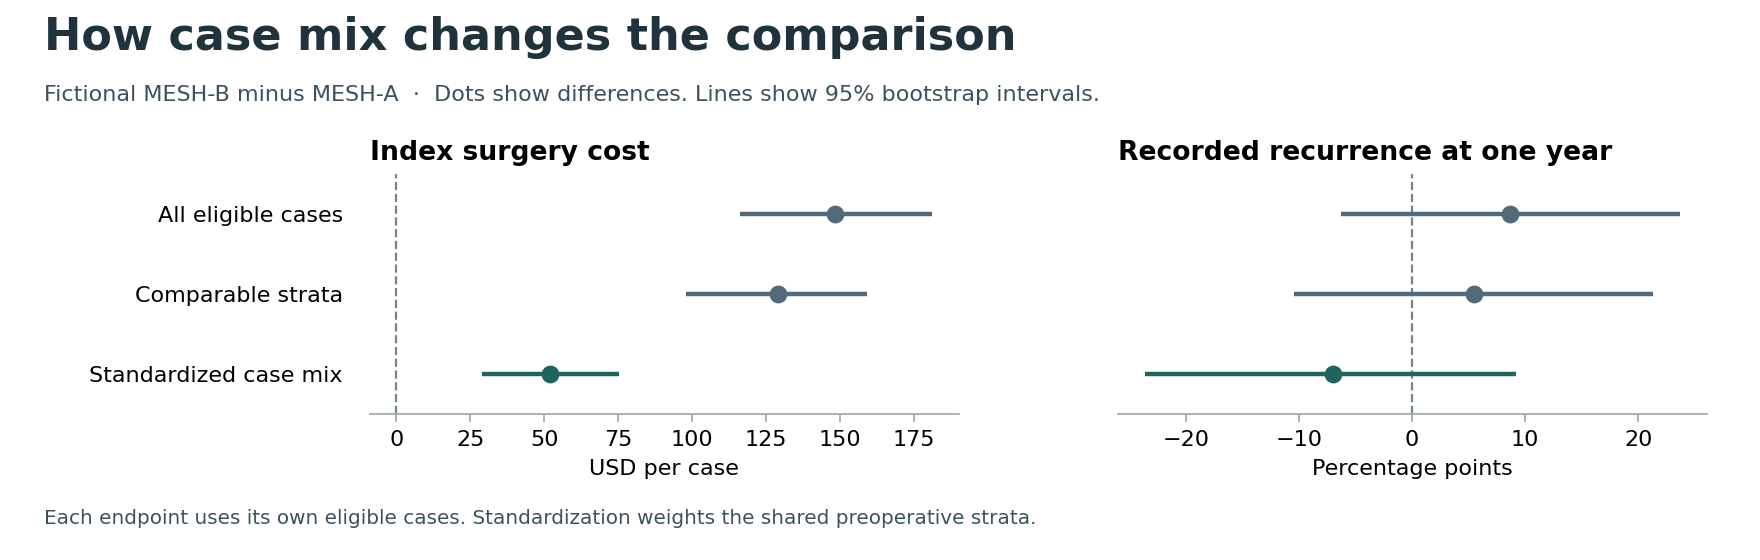 How case mix changes the comparison
Fictional MESH-B minus MESH-A · Dots show differences. Lines show 95% bootstrap intervals.
Index surgery cost
Recorded recurrence at one year
All eligible cases
Comparable strata
Standardized case mix
0 25 50 75 100 125 150 175
USD per case
−20 −10 0 10 20
Percentage points
Each endpoint uses its own eligible cases. Standardization weights the shared preoperative strata.